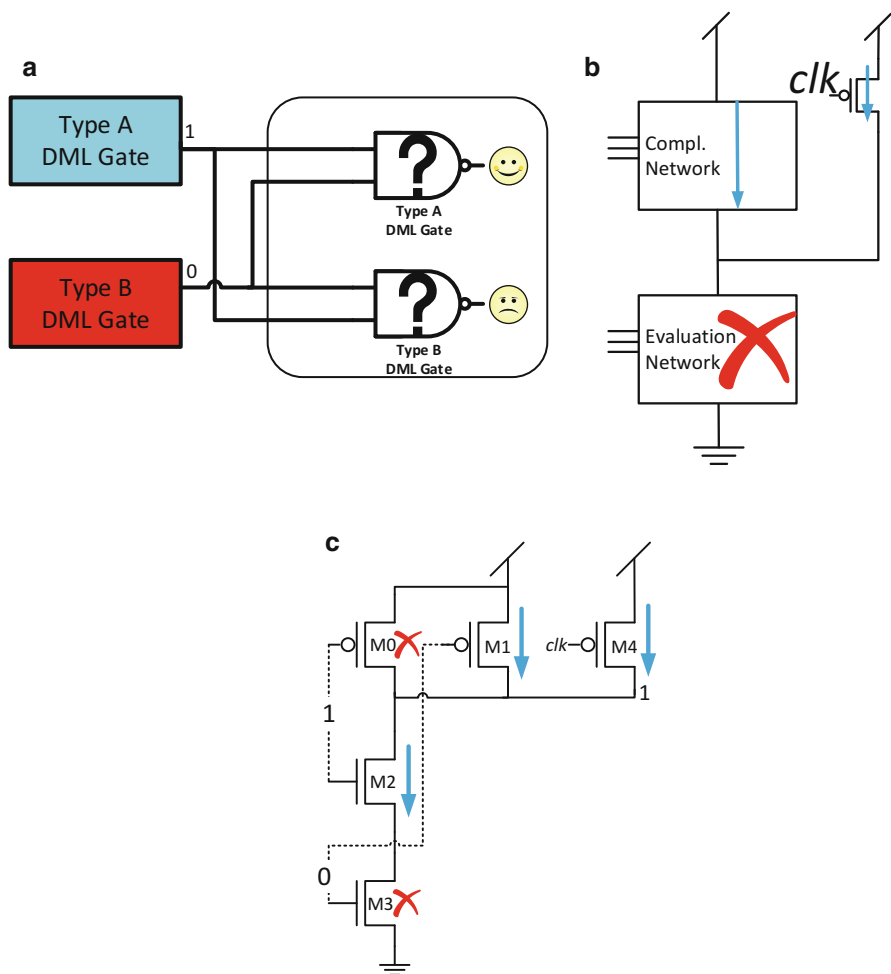 a
Type A
DML Gate
1
?
Type A
DML Gate
Type B
DML Gate
0
?
Type B
DML Gate
b
clk
Compl.
Network
Evaluation
Network
c
M0
M1
clk
M4
1
1
M2
0
M3